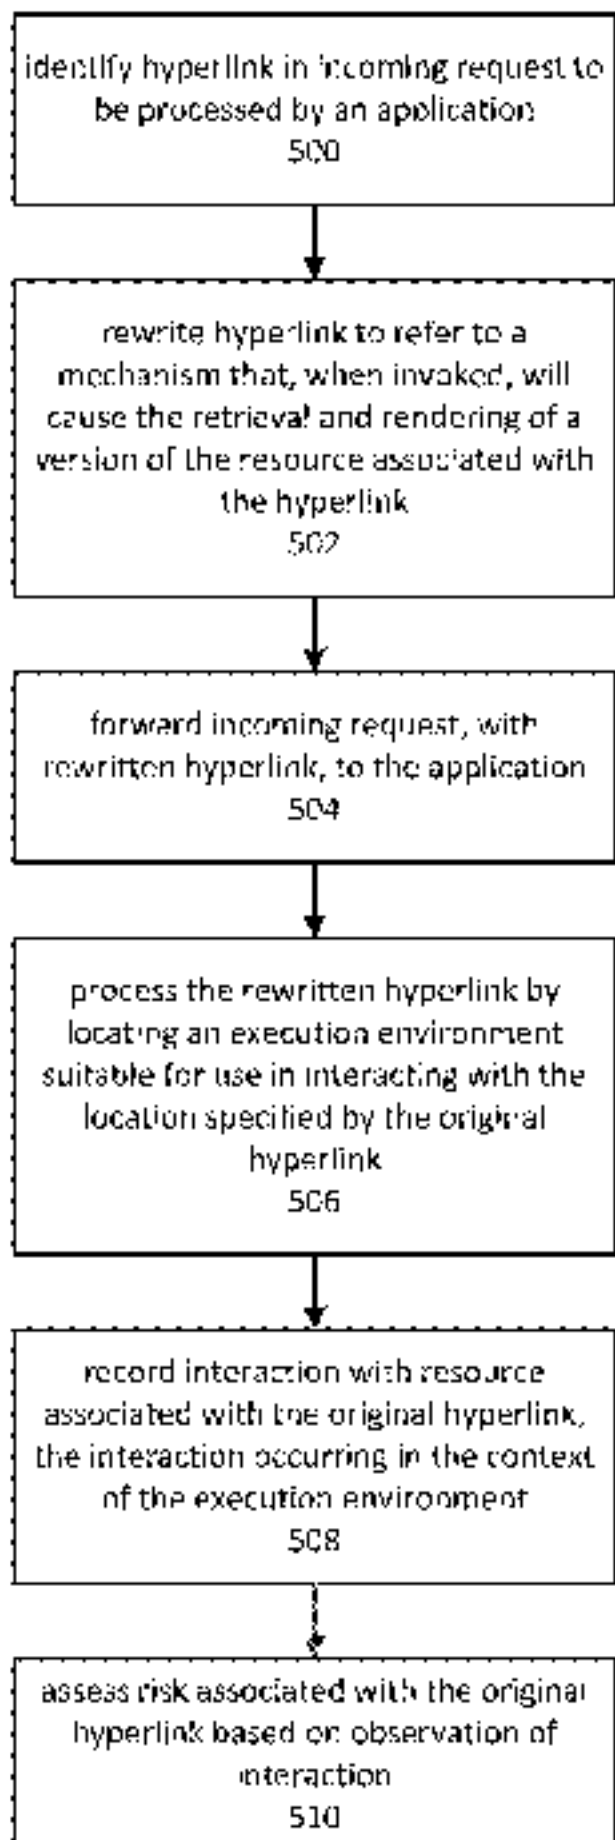 identify hyperlink in incoming request to
be processed by an application
500
rewrite hyperlink to refer to a
mechanism that, when invoked, will
cause the retrieval and rendering of a
version of the resource associated with
the hyperlink
502
forward incoming request, with
rewritten hyperlink, to the application
504
process the rewritten hyperlink by
locating an execution environment
suitable for use in interacting with the
location specified by the original
hyperlink
506
record interaction with resource
associated with the original hyperlink,
the interaction occurring in the context
of the execution environment
508
assess risk associated with the original
hyperlink based on observation of
interaction
510